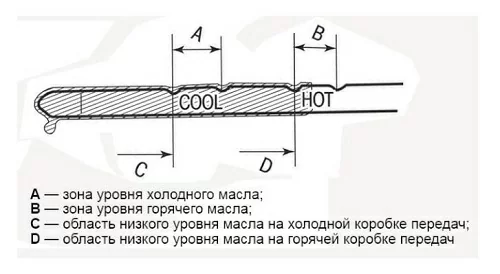 A
B
COOL
HOT
C
D
A — зона уровня холодного масла;
B — зона уровня горячего масла;
C — область низкого уровня масла на холодной коробке передач;
D — область низкого уровня масла на горячей коробке передач